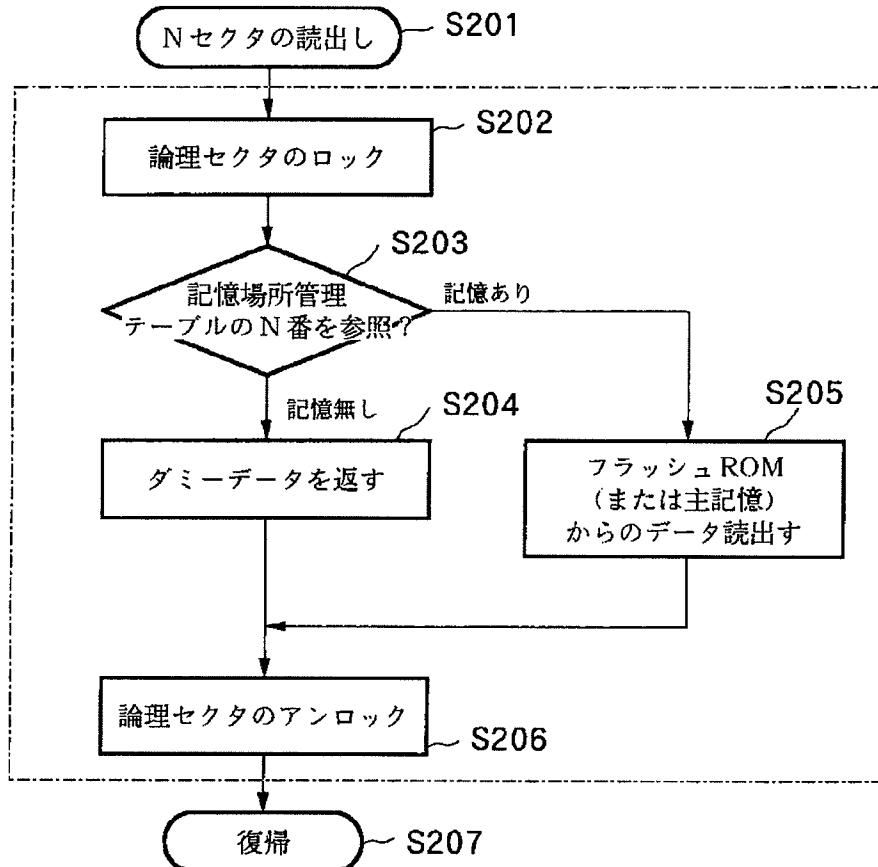 Nセクタの読出し
S201
S202
論理セクタのロック
S203
記憶場所管理
テーブルのN番を参照?
記憶あり
記憶無し
S204
S205
ダミーデータを返す
フラッシュROM
(または主記憶)
からのデータ読出す
論理セクタのアンロック
S206
復帰
S207